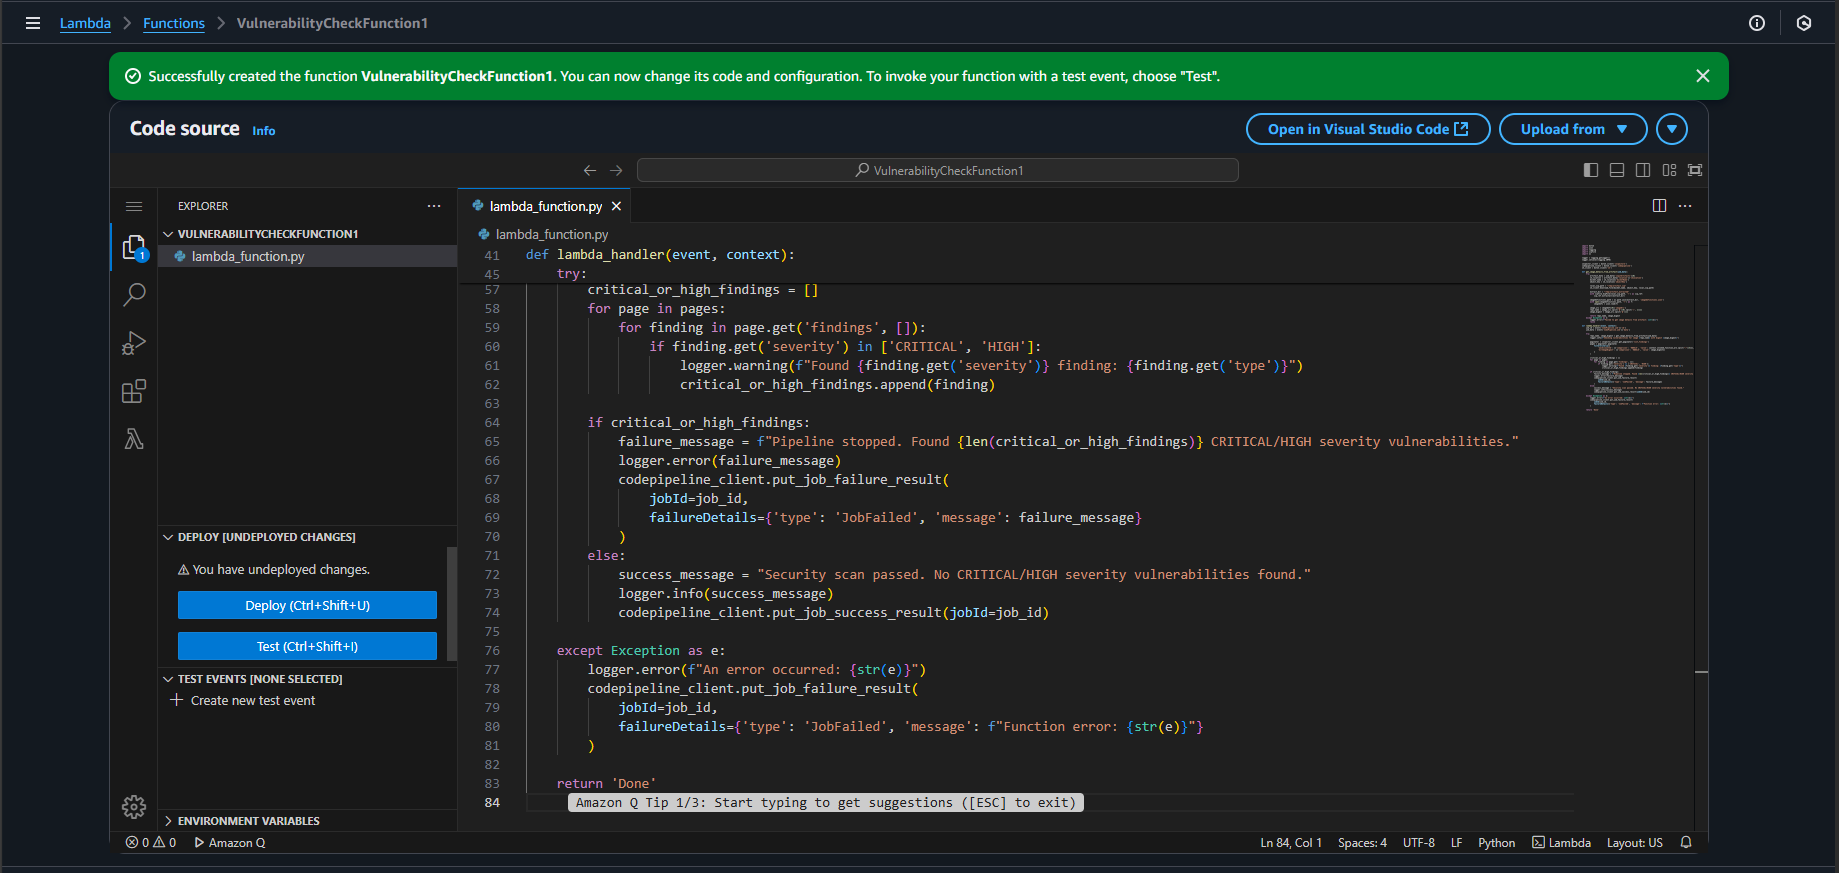 Lambda > Functions > VulnerabilityCheckFunction1
Successfully created the function VulnerabilityCheckFunction1. You can now change its code and configuration. To invoke your function with a test event, choose "Test".
Code source Info
Open in Visual Studio Code
Upload from
VulnerabilityCheckFunction1
EXPLORER
VULNERABILITYCHECKFUNCTION1
1
lambda_function.py
DEPLOY [UNDEPLOYED CHANGES]
You have undeployed changes.
Deploy (Ctrl+Shift+U)
Test (Ctrl+Shift+I)
TEST EVENTS [NONE SELECTED]
Create new test event
ENVIRONMENT VARIABLES
lambda_function.py
lambda_function.py
41 def lambda_handler(event, context):
45     try:
57         critical_or_high_findings = []
58         for page in pages:
59             for finding in page.get('findings', []):
60                 if finding.get('severity') in ['CRITICAL', 'HIGH']:
61                     logger.warning(f"Found {finding.get('severity')} finding: {finding.get('type')}")
62                     critical_or_high_findings.append(finding)
63
64         if critical_or_high_findings:
65             failure_message = f"Pipeline stopped. Found {len(critical_or_high_findings)} CRITICAL/HIGH severity vulnerabilities."
66             logger.error(failure_message)
67             codepipeline_client.put_job_failure_result(
68                 jobId=job_id,
69                 failureDetails={'type': 'JobFailed', 'message': failure_message}
70             )
71         else:
72             success_message = "Security scan passed. No CRITICAL/HIGH severity vulnerabilities found."
73             logger.info(success_message)
74             codepipeline_client.put_job_success_result(jobId=job_id)
75
76     except Exception as e:
77         logger.error(f"An error occurred: {str(e)}")
78         codepipeline_client.put_job_failure_result(
79             jobId=job_id,
80             failureDetails={'type': 'JobFailed', 'message': f"Function error: {str(e)}"}
81         )
82
83     return 'Done'
84 Amazon Q Tip 1/3: Start typing to get suggestions ([ESC] to exit)
0 0 Amazon Q
Ln 84, Col 1 Spaces: 4 UTF-8 LF Python Lambda Layout: US